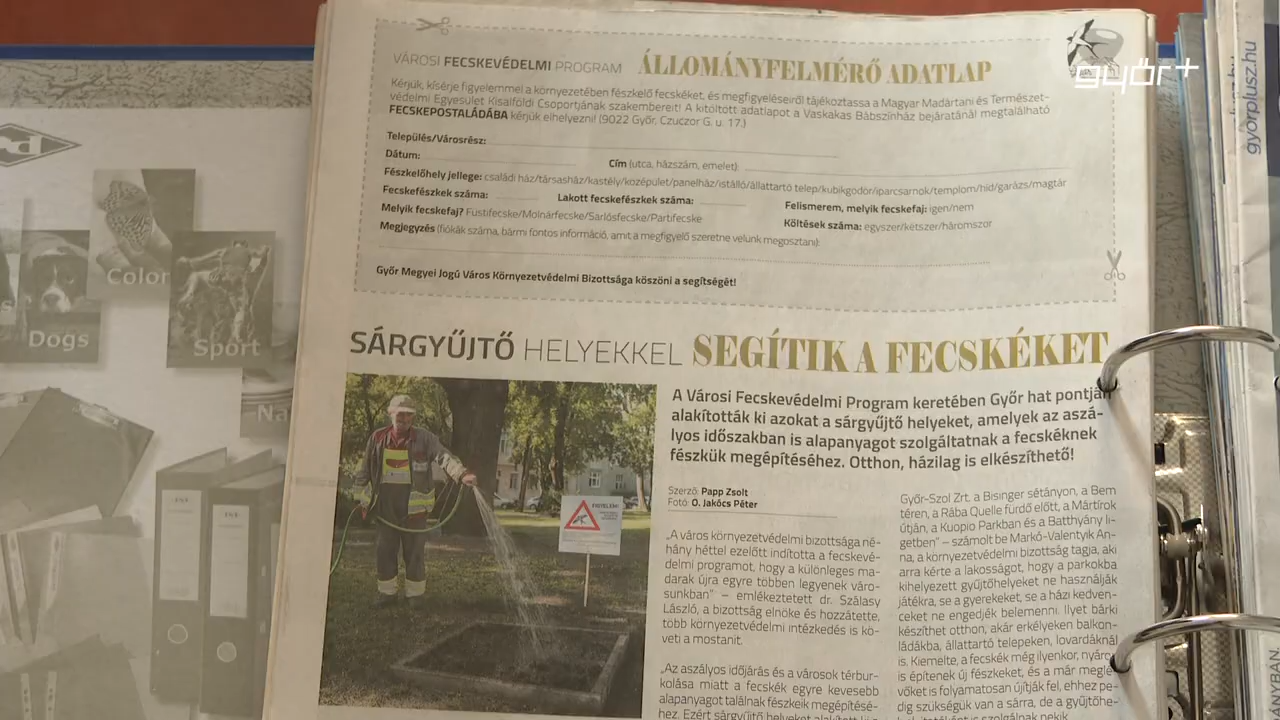 VÁROSI FECSKEVÉDELMI PROGRAM ÁLLOMÁNYFELMÉRŐ ADATLAP
Kérjük, kísérje figyelemmel a környezetében fészkelő fecskéket, és megfigyeléseiről tájékoztassa a Magyar Madártani és Természet-
védelmi Egyesület Kisalföldi Csoportjának szakembereit! A kitöltött adatlapot a Vaskakas Bábszínház bejáratánál megtalálható
FECSKEPOSTALÁDÁBA kérjük elhelyezni! (9022 Győr, Czuczor G. u. 17.)
Település/Városrész:
Dátum: Cím (utca, házszám, emelet):
Fészkelőhely jellege: családi ház/társasház/kastély/középület/panelház/istálló/állattartó telep/kubikgödör/iparcsarnok/templom/híd/garázs/magtár
Fecskefészkek száma: Lakott fecskefészkek száma: Felismerem, melyik fecskefaj: igen/nem
Melyik fecskefaj? Füstifecske/Molnárfecske/Sarlósfecske/Partifecske Költések száma: egyszer/kétszer/háromszor
Megjegyzés (fiókák száma, bármi fontos információ, amit a megfigyelő szeretne velünk megosztani):
Győr Megyei Jogú Város Környezetvédelmi Bizottsága köszöni a segítségét!
győr+
gyorplusz.hu
Color
Dogs
Sport
Na
SÁRGYŰJTŐ HELYEKKEL SEGÍTIK A FECSKÉKET
A Városi Fecskevédelmi Program keretében Győr hat pontján
alakították ki azokat a sárgyűjtő helyeket, amelyek az aszá-
lyos időszakban is alapanyagot szolgáltatnak a fecskéknek
fészkük megépítéséhez. Otthon, házilag is elkészíthető!
Szerző: Papp Zsolt
Fotó: O. Jakócs Péter
FIGYELEM!
„A város környezetvédelmi bizottsága né-
hány héttel ezelőtt indította a fecskevé-
delmi programot, hogy a különleges ma-
darak újra egyre többen legyenek váro-
sunkban" – emlékeztetett dr. Szálasy
László, a bizottság elnöke és hozzátette,
több környezetvédelmi intézkedés is kö-
veti a mostanit.
„Az aszályos időjárás és a városok térbur-
kolása miatt a fecskék egyre kevesebb
alapanyagot találnak fészkeik megépítésé-
hez. Ezért sárgyűjtő helyeket alakított ki a
Győr-Szol Zrt. a Bisinger sétányon, a Bem
téren, a Rába Quelle fürdő előtt, a Mártírok
útján, a Kuopio Parkban és a Batthyány li-
getben" – számolt be Markó-Valentyik An-
na, a környezetvédelmi bizottság tagja, aki
arra kérte a lakosságot, hogy a parkokba
kihelyezett gyűjtőhelyeket ne használják
játékra, se a gyerekeket, se a házi kedven-
ceket ne engedjék belemenni. Ilyet bárki
készíthet otthon, akár erkélyeken balkon-
ládákba, állattartó telepeken, lovardáknál
is. Kiemelte, a fecskék még ilyenkor, nyáron
is építenek új fészkeket, és a már meglé-
vőket is folyamatosan újítják fel, ehhez pe-
dig szükségük van a sárra, de a gyűjtőhe-